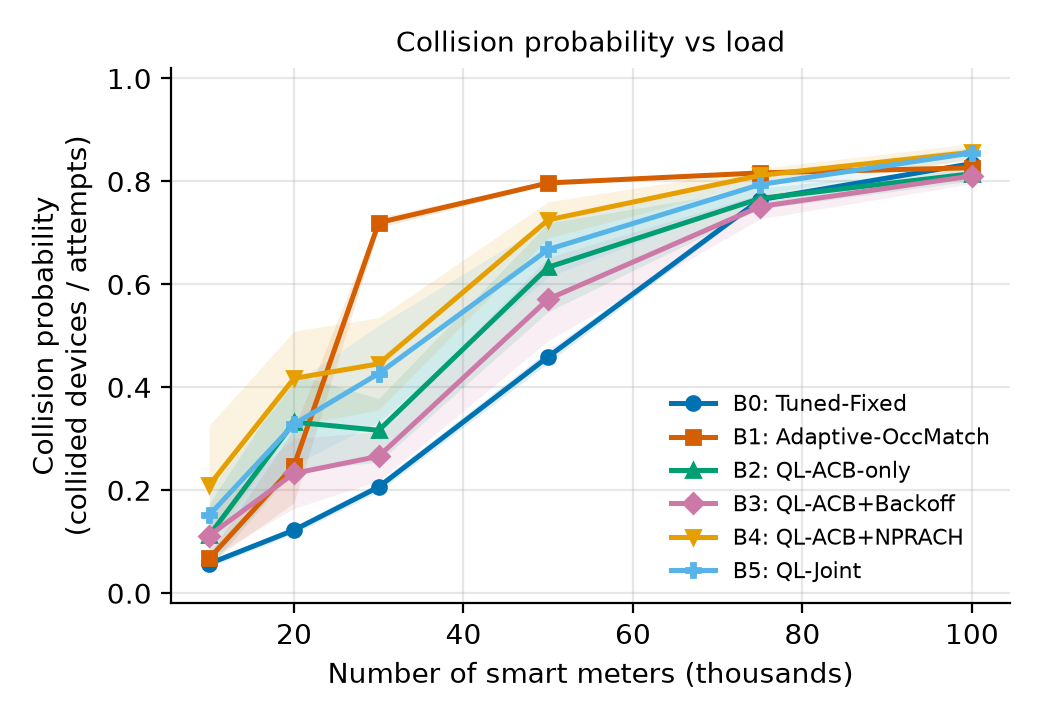 Collision probability vs load
Collision probability
(collided devices / attempts)
1.0
0.8
0.6
0.4
0.2
0.0
B0: Tuned-Fixed
B1: Adaptive-OccMatch
B2: QL-ACB-only
B3: QL-ACB+Backoff
B4: QL-ACB+NPRACH
B5: QL-Joint
20 40 60 80 100
Number of smart meters (thousands)